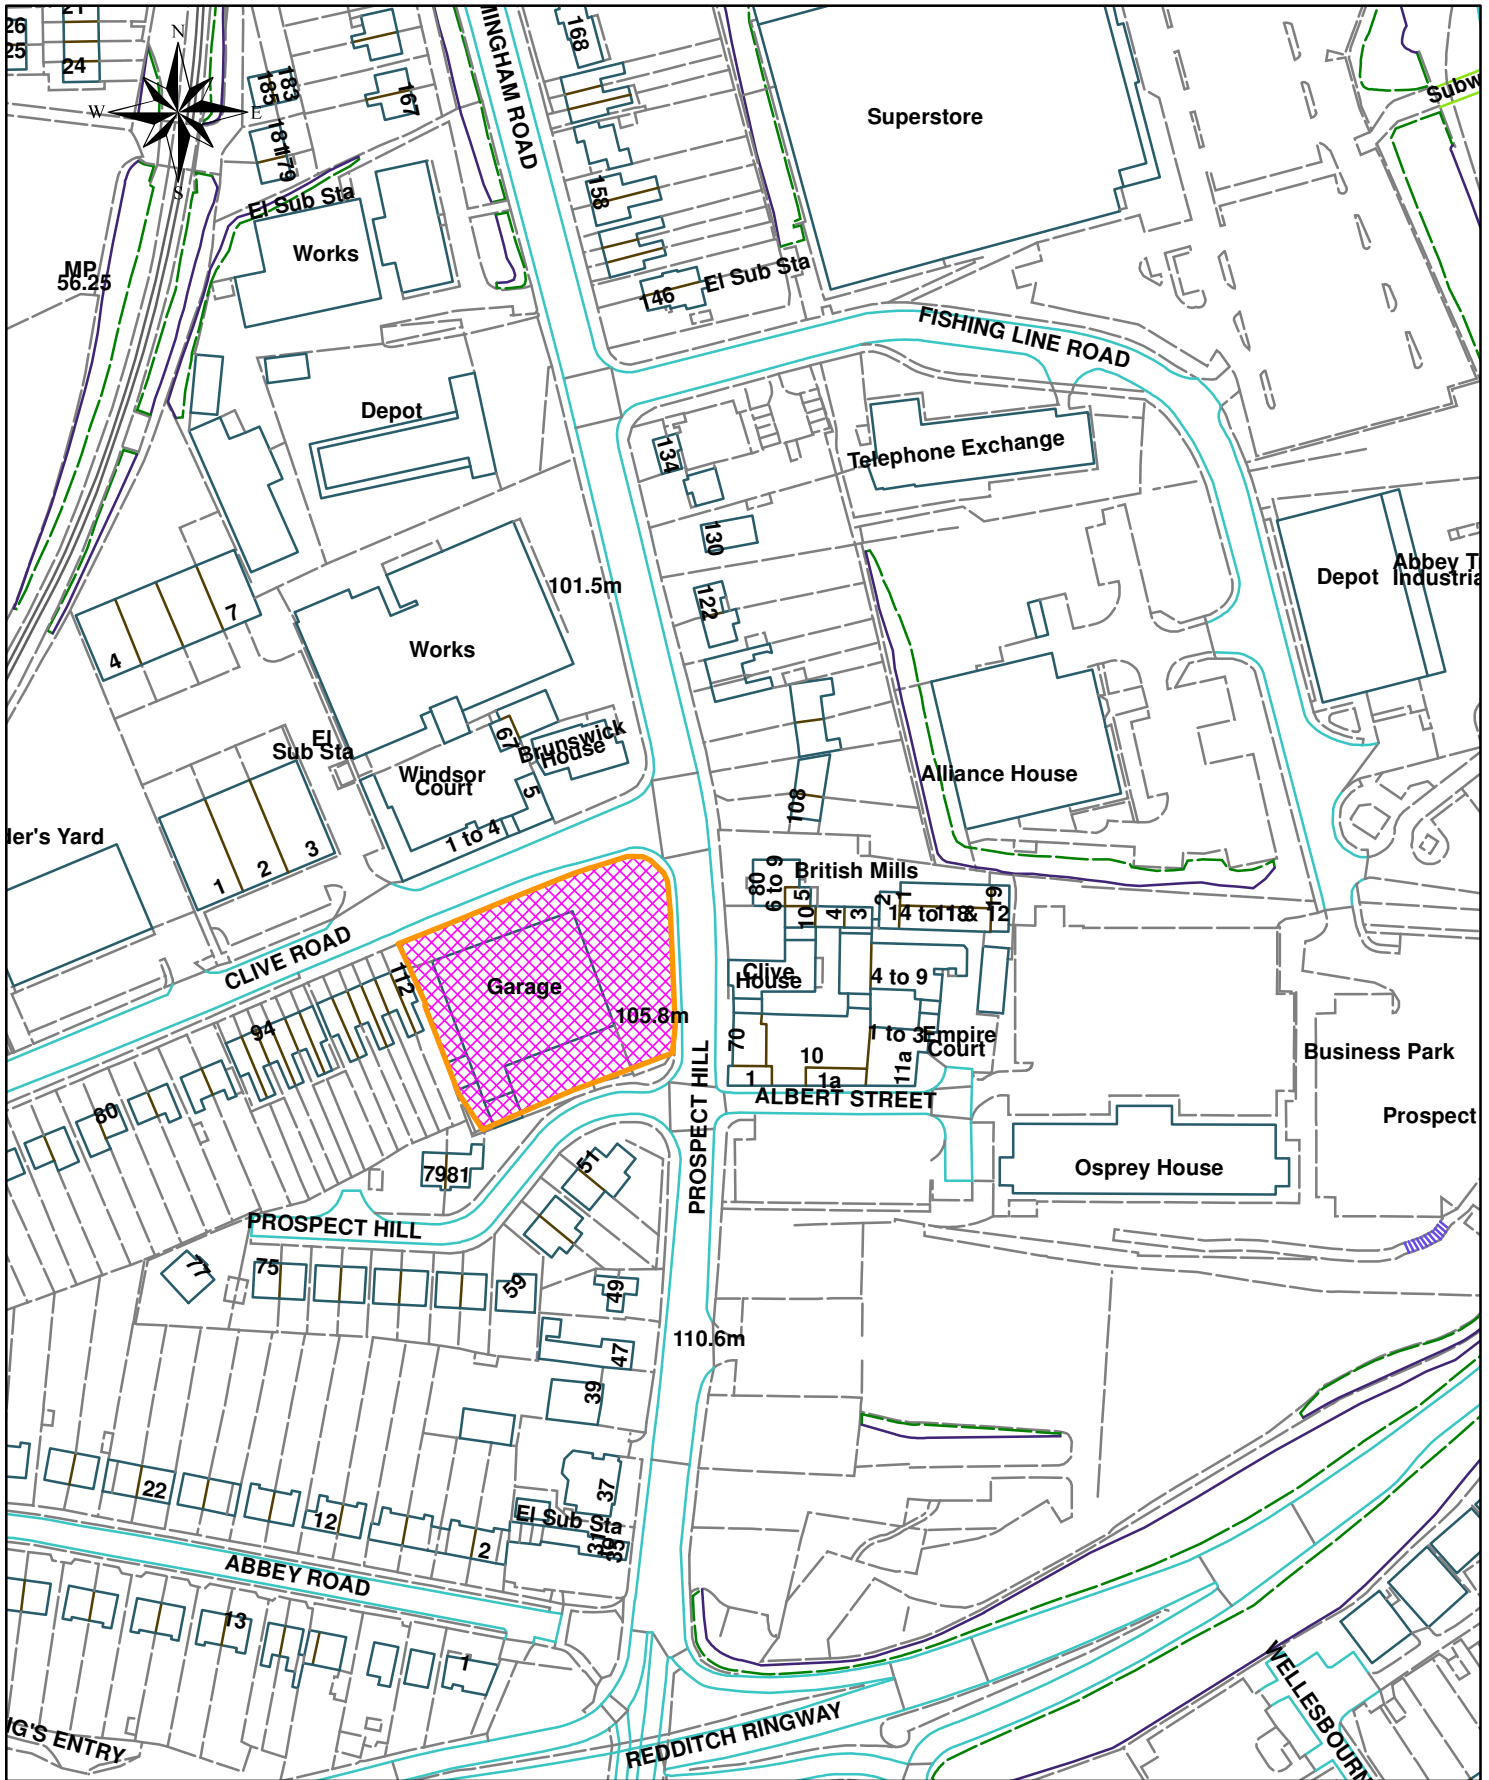 21
26
25
24
N
W
E
S
185
183
181
179
167
168
MINGHAM ROAD
Superstore
Subw
158
El Sub Sta
Works
MP
56.25
146
El Sub Sta
FISHING LINE ROAD
Depot
134
Telephone Exchange
130
101.5m
Depot
Abbey T
Industria
122
7
4
Works
El
Sub Sta
67
Brunswick
House
Windsor
Court
5
1 to 4
Alliance House
108
der's Yard
1
2
3
British Mills
80
6 to 9
5
10
4
3
2
1
14 to 118 & 12
19
CLIVE ROAD
112
Garage
Clive
House
4 to 9
105.8m
94
70
1 to 3
Empire
Court
10
11a
1
1a
Business Park
PROSPECT HILL
ALBERT STREET
80
Prospect
7981
51
Osprey House
PROSPECT HILL
77
75
59
49
110.6m
47
39
22
37
12
El Sub Sta
2
31
35
ABBEY ROAD
13
1
WELLESBOURN
IG'S ENTRY
REDDITCH RINGWAY